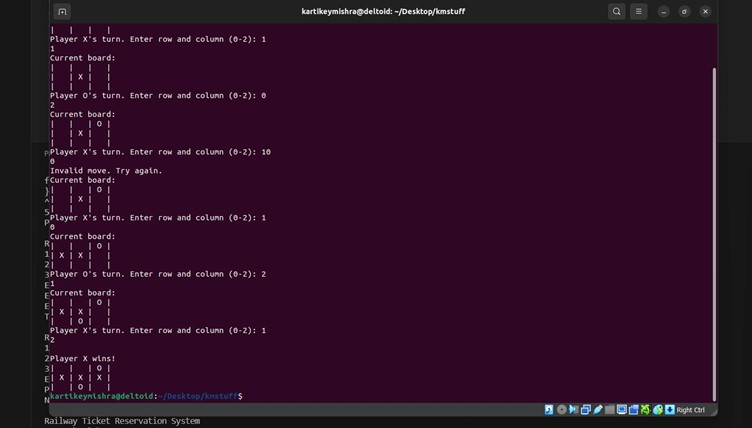 kartikeymishra@deltoid: ~/Desktop/kmstuff
|   |   |   |
Player X's turn. Enter row and column (0-2): 1
1
Current board:
|   |   |   |
|   | X |   |
|   |   |   |
Player O's turn. Enter row and column (0-2): 0
2
Current board:
|   |   | O |
|   | X |   |
|   |   |   |
Player X's turn. Enter row and column (0-2): 10
0
Invalid move. Try again.
Current board:
|   |   | O |
|   | X |   |
|   |   |   |
Player X's turn. Enter row and column (0-2): 1
0
Current board:
|   |   | O |
| X | X |   |
|   |   |   |
Player O's turn. Enter row and column (0-2): 2
1
Current board:
|   |   | O |
| X | X |   |
|   | O |   |
Player X's turn. Enter row and column (0-2): 1
2
Player X wins!
|   |   | O |
| X | X | X |
|   | O |   |
kartikeymishra@deltoid:~/Desktop/kmstuff$
Right Ctrl
Railway Ticket Reservation System